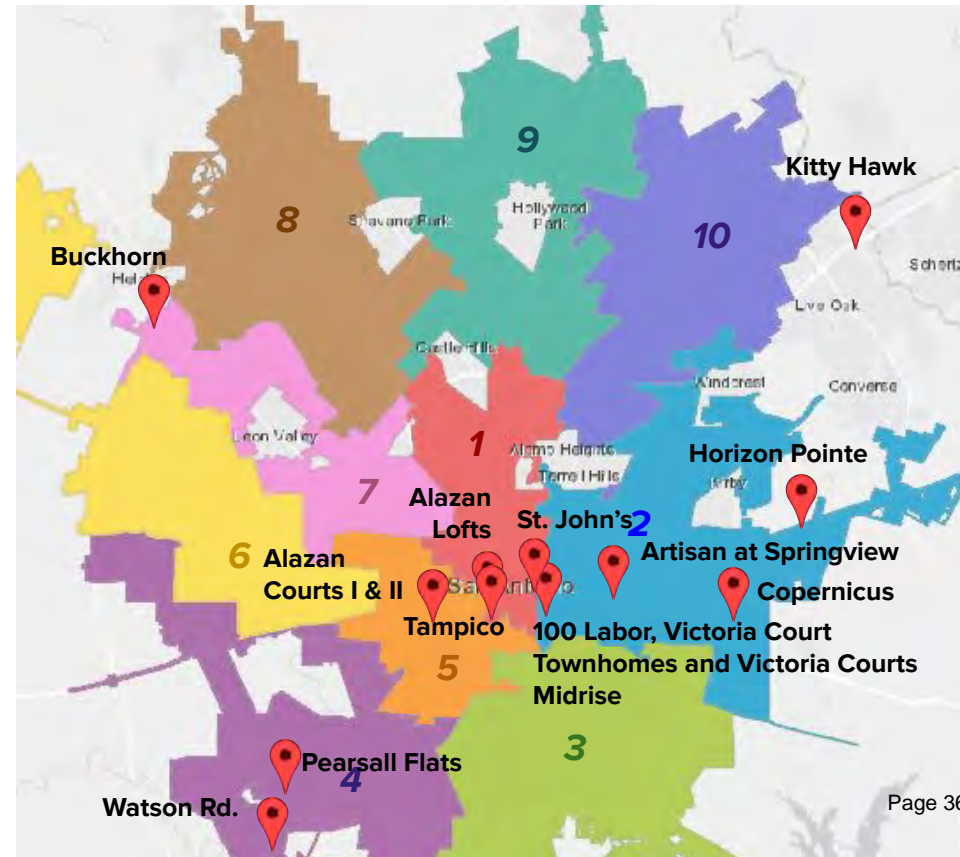 9
Kitty Hawk
8
Shavano Park
Hollywood
Park
10
Buckhorn
Schertz
Live Oak
Castle Hills
Windcrest
Converse
Leon Valley
1
Alamo Heights
Terrell Hills
Horizon Pointe
Kirby
7
Alazan
Lofts
St. John's
2
6
Alazan
Courts I & II
Artisan at Springview
San Antonio
Copernicus
Tampico
100 Labor, Victoria Court
Townhomes and Victoria Courts
Midrise
5
3
Pearsall Flats
4
Watson Rd.
Page 36